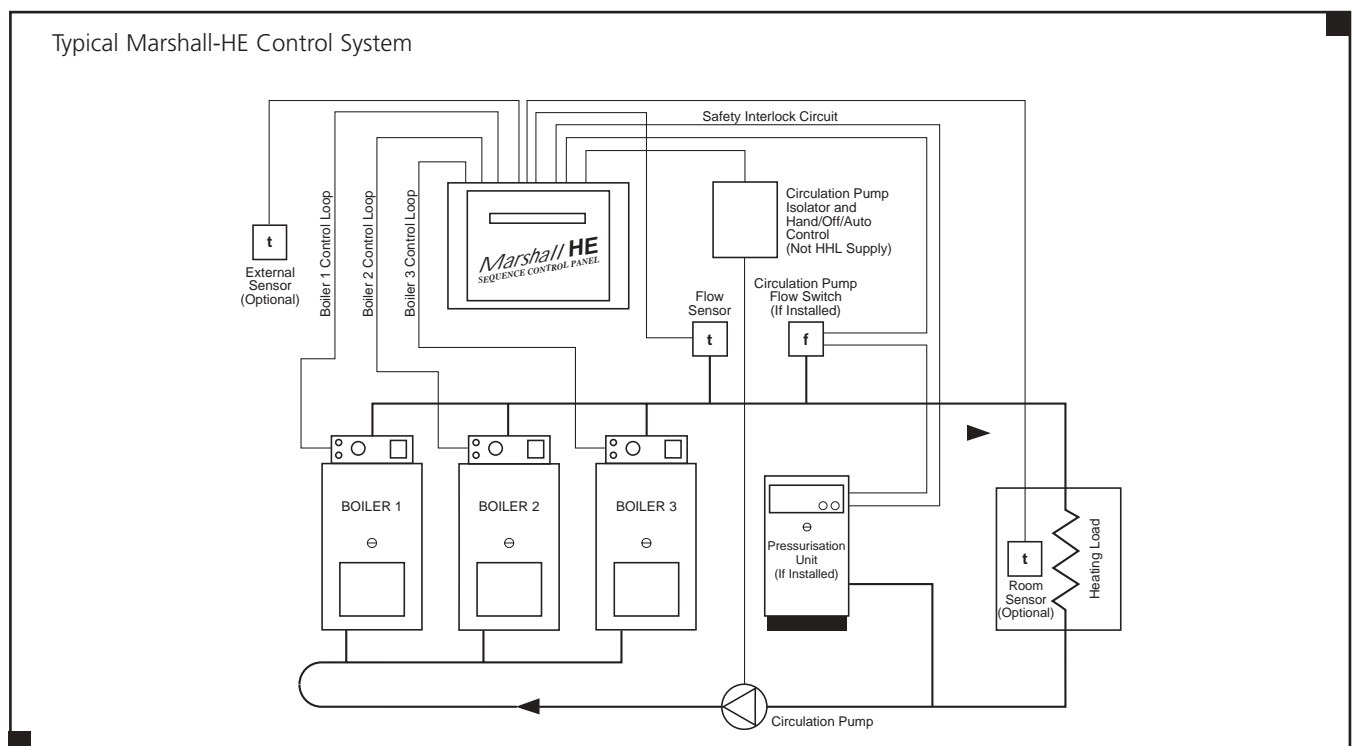 Typical Marshall-HE Control System
Safety Interlock Circuit
Boiler 1 Control Loop
Boiler 2 Control Loop
Boiler 3 Control Loop
Marshall HE
SEQUENCE CONTROL PANEL
Circulation Pump
Isolator and
Hand/Off/Auto
Control
(Not HHL Supply)
t
External
Sensor
(Optional)
Flow
Sensor
t
Circulation Pump
Flow Switch
(If Installed)
f
BOILER 1
BOILER 2
BOILER 3
Pressurisation
Unit
(If Installed)
t
Room
Sensor
(Optional)
Heating Load
Circulation Pump